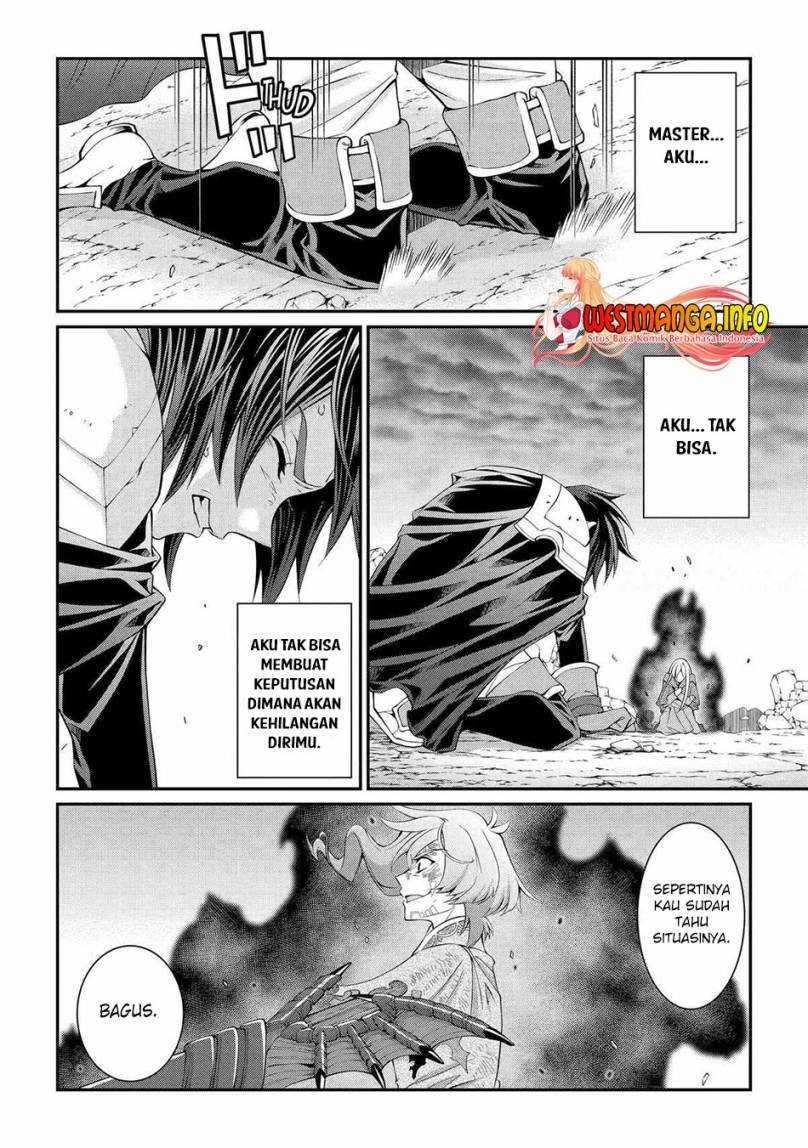 ドッ
THUD
MASTER...
AKU...
WESTMANGA.INFO
Situs Baca Komik Berbahasa Indonesia
AKU... TAK
BISA.
AKU TAK BISA
MEMBUAT
KEPUTUSAN
DIMANA AKAN
KEHILANGAN
DIRIMU.
SEPERTINYA
KAU SUDAH
TAHU
SITUASINYA.
BAGUS.